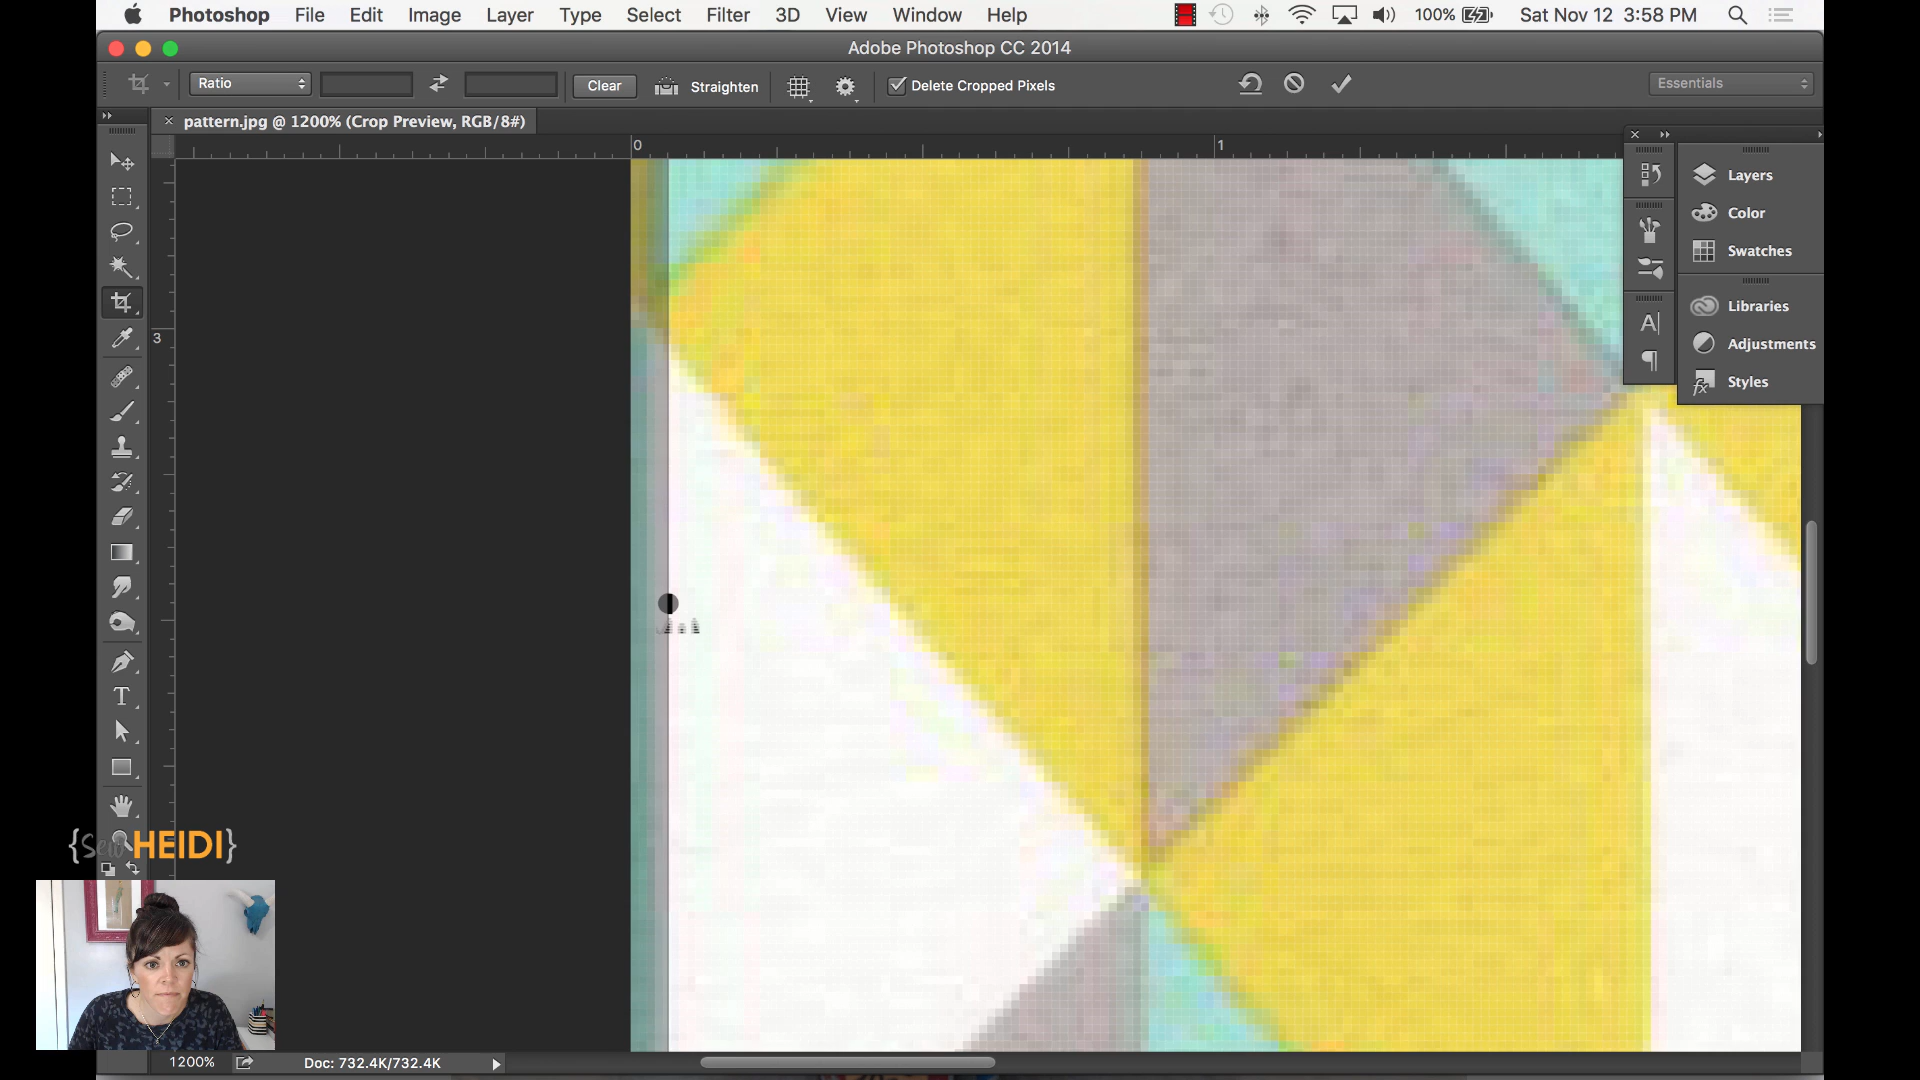 Photoshop File Edit Image Layer Type Select Filter 3D View Window Help 100% Sat Nov 12 3:58 PM
Adobe Photoshop CC 2014
Ratio Clear Straighten Delete Cropped Pixels Essentials
× pattern.jpg @ 1200% (Crop Preview, RGB/8#)
0 1
Layers
Color
Swatches
Libraries
Adjustments
Styles
3
{Sew HEIDI}
1200% Doc: 732.4K/732.4K